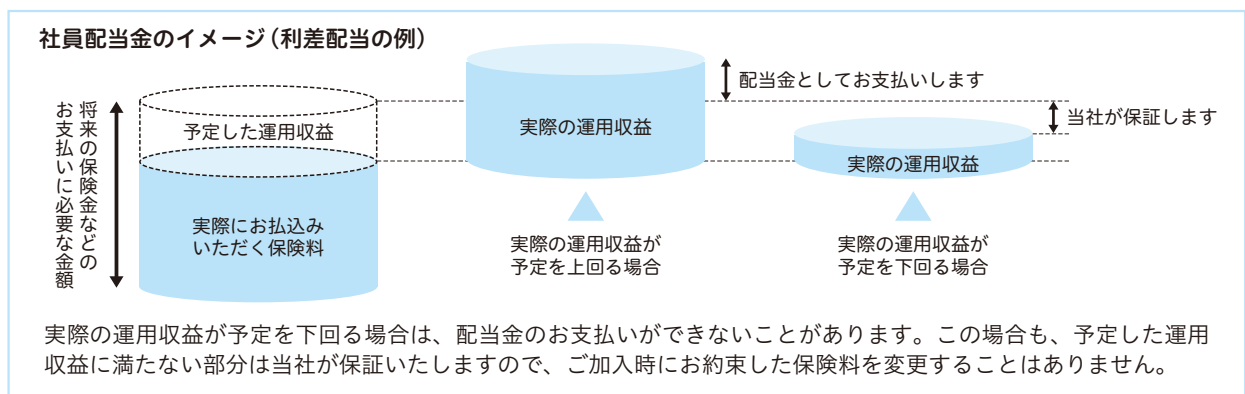 社員配当金のイメージ（利差配当の例）
将来の保険金などの
お支払いに必要な金額
予定した運用収益
実際にお払込み
いただく保険料
実際の運用収益
配当金としてお支払いします
実際の運用収益が
予定を上回る場合
当社が保証します
実際の運用収益
実際の運用収益が
予定を下回る場合
実際の運用収益が予定を下回る場合は、配当金のお支払いができないことがあります。この場合も、予定した運用
収益に満たない部分は当社が保証いたしますので、ご加入時にお約束した保険料を変更することはありません。